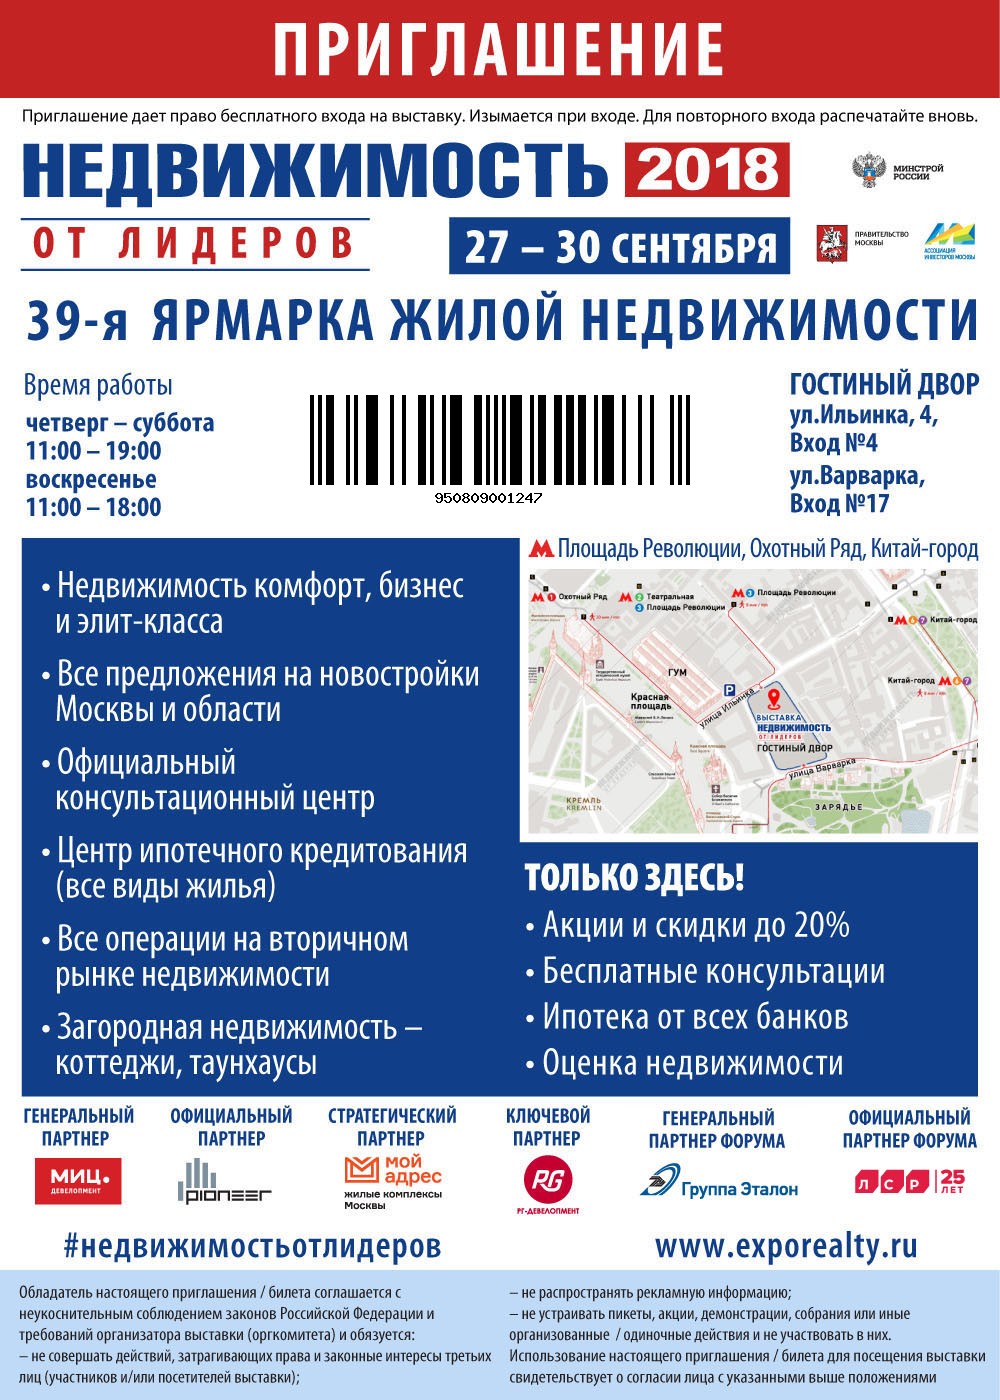 ПРИГЛАШЕНИЕ
Приглашение дает право бесплатного входа на выставку. Изымается при входе. Для повторного входа распечатайте вновь.
НЕДВИЖИМОСТЬ 2018
ОТ ЛИДЕРОВ
27 – 30 СЕНТЯБРЯ
МИНСТРОЙ
РОССИИ
ПРАВИТЕЛЬСТВО
МОСКВЫ
АССОЦИАЦИЯ
ИНВЕСТОРОВ МОСКВЫ
39-я ЯРМАРКА ЖИЛОЙ НЕДВИЖИМОСТИ
Время работы
четверг – суббота
11:00 – 19:00
воскресенье
11:00 – 18:00
950809001247
ГОСТИНЫЙ ДВОР
ул.Ильинка, 4,
Вход №4
ул.Варварка,
Вход №17
• Недвижимость комфорт, бизнес
и элит-класса
• Все предложения на новостройки
Москвы и области
• Официальный
консультационный центр
• Центр ипотечного кредитования
(все виды жилья)
• Все операции на вторичном
рынке недвижимости
• Загородная недвижимость –
коттеджи, таунхаусы
М Площадь Революции, Охотный Ряд, Китай-город
М 1 Охотный Ряд
М 2 Театральная
3 Площадь Революции
М 3 Площадь Революции
М 6 7 Китай-город
Китай-город М 6 7
ГУМ
Красная
площадь
P
улица Ильинка
ВЫСТАВКА
НЕДВИЖИМОСТЬ
ОТ ЛИДЕРОВ
ГОСТИНЫЙ ДВОР
улица Варварка
КРЕМЛЬ
KREMLIN
ЗАРЯДЬЕ
ТОЛЬКО ЗДЕСЬ!
• Акции и скидки до 20%
• Бесплатные консультации
• Ипотека от всех банков
• Оценка недвижимости
ГЕНЕРАЛЬНЫЙ
ПАРТНЕР
МИЦ.
ДЕВЕЛОПМЕНТ
ОФИЦИАЛЬНЫЙ
ПАРТНЕР
pioneer
СТРАТЕГИЧЕСКИЙ
ПАРТНЕР
мой
адрес
жилые комплексы
Москвы
КЛЮЧЕВОЙ
ПАРТНЕР
RG
РГ-ДЕВЕЛОПМЕНТ
ГЕНЕРАЛЬНЫЙ
ПАРТНЕР ФОРУМА
Группа Эталон
ОФИЦИАЛЬНЫЙ
ПАРТНЕР ФОРУМА
ЛСР 25
ЛЕТ
#недвижимостьотлидеров
www.exporealty.ru
Обладатель настоящего приглашения / билета соглашается с
неукоснительным соблюдением законов Российской Федерации и
требований организатора выставки (оргкомитета) и обязуется:
– не совершать действий, затрагивающих права и законные интересы третьих
лиц (участников и/или посетителей выставки);
– не распространять рекламную информацию;
– не устраивать пикеты, акции, демонстрации, собрания или иные
организованные / одиночные действия и не участвовать в них.
Использование настоящего приглашения / билета для посещения выставки
свидетельствует о согласии лица с указанными выше положениями